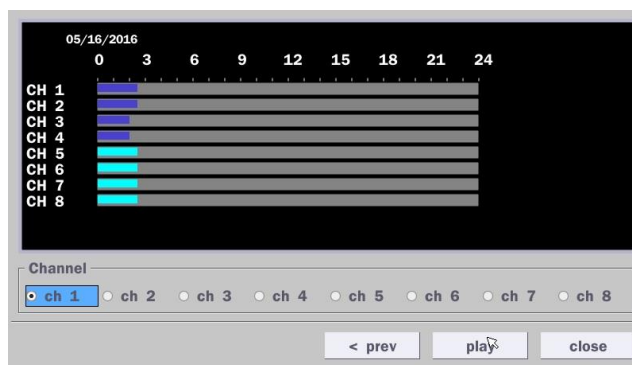 05/16/2016
0 3 6 9 12 15 18 21 24
CH 1
CH 2
CH 3
CH 4
CH 5
CH 6
CH 7
CH 8
Channel
ch 1 ch 2 ch 3 ch 4 ch 5 ch 6 ch 7 ch 8
< prev play close